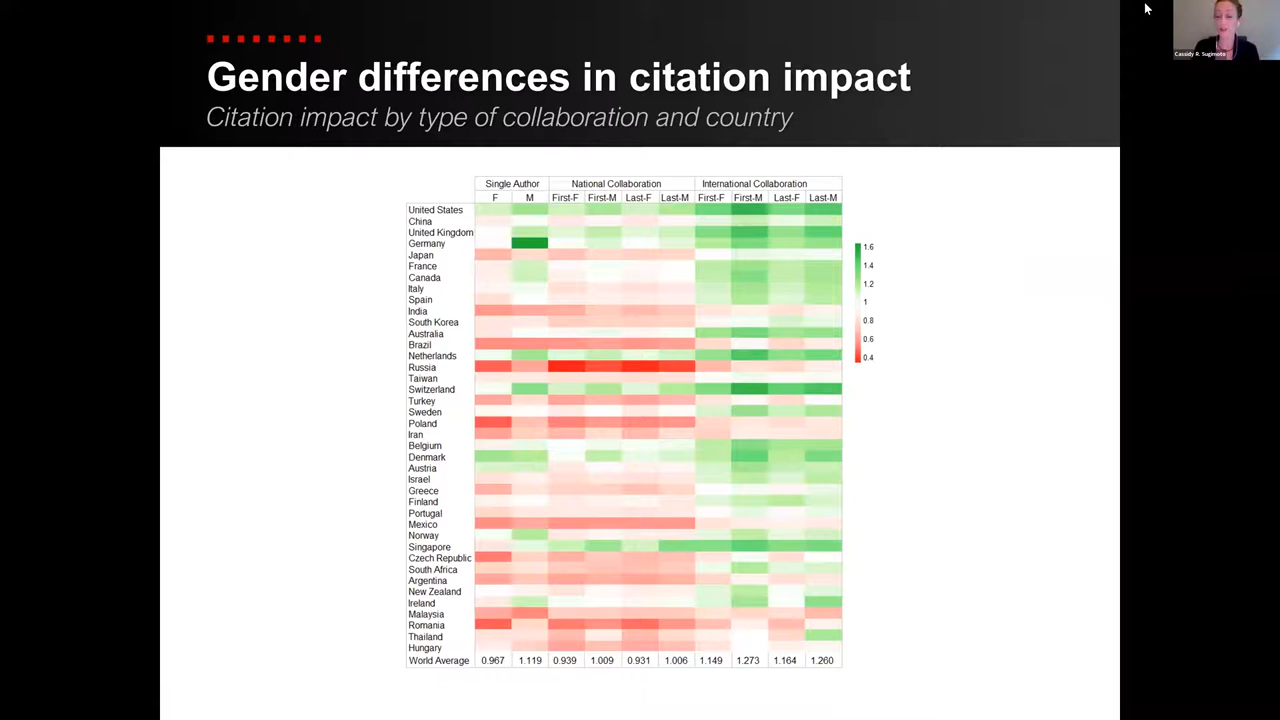 Gender differences in citation impact
Citation impact by type of collaboration and country
Cassidy R. Sugimoto
Single Author National Collaboration International Collaboration
F M First-F First-M Last-F Last-M First-F First-M Last-F Last-M
United States
China
United Kingdom
Germany
Japan
France
Canada
Italy
Spain
India
South Korea
Australia
Brazil
Netherlands
Russia
Taiwan
Switzerland
Turkey
Sweden
Poland
Iran
Belgium
Denmark
Austria
Israel
Greece
Finland
Portugal
Mexico
Norway
Singapore
Czech Republic
South Africa
Argentina
New Zealand
Ireland
Malaysia
Romania
Thailand
Hungary
World Average 0.967 1.119 0.939 1.009 0.931 1.006 1.149 1.273 1.164 1.260
1.6
1.4
1.2
1
0.8
0.6
0.4